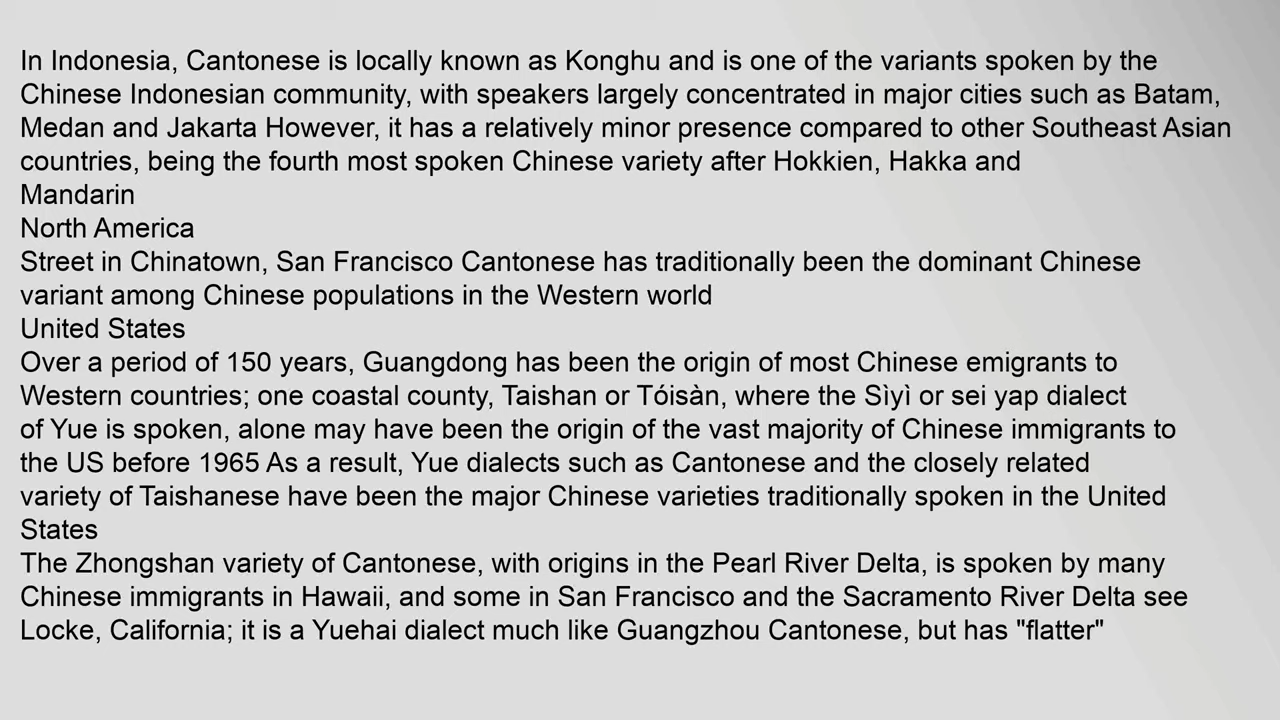 In Indonesia, Cantonese is locally known as Konghu and is one of the variants spoken by the
Chinese Indonesian community, with speakers largely concentrated in major cities such as Batam,
Medan and Jakarta However, it has a relatively minor presence compared to other Southeast Asian
countries, being the fourth most spoken Chinese variety after Hokkien, Hakka and
Mandarin
North America
Street in Chinatown, San Francisco Cantonese has traditionally been the dominant Chinese
variant among Chinese populations in the Western world
United States
Over a period of 150 years, Guangdong has been the origin of most Chinese emigrants to
Western countries; one coastal county, Taishan or Tóisàn, where the Sìyì or sei yap dialect
of Yue is spoken, alone may have been the origin of the vast majority of Chinese immigrants to
the US before 1965 As a result, Yue dialects such as Cantonese and the closely related
variety of Taishanese have been the major Chinese varieties traditionally spoken in the United
States
The Zhongshan variety of Cantonese, with origins in the Pearl River Delta, is spoken by many
Chinese immigrants in Hawaii, and some in San Francisco and the Sacramento River Delta see
Locke, California; it is a Yuehai dialect much like Guangzhou Cantonese, but has "flatter"